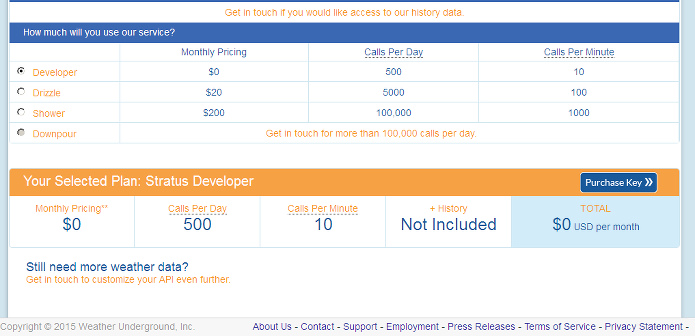 Get in touch if you would like access to our history data.
How much will you use our service?
Monthly Pricing Calls Per Day Calls Per Minute
Developer $0 500 10
Drizzle $20 5000 100
Shower $200 100,000 1000
Downpour Get in touch for more than 100,000 calls per day.
Your Selected Plan: Stratus Developer Purchase Key »
Monthly Pricing** Calls Per Day Calls Per Minute + History TOTAL
$0 500 10 Not Included $0 USD per month
Still need more weather data?
Get in touch to customize your API even further.
Copyright © 2015 Weather Underground, Inc. About Us - Contact - Support - Employment - Press Releases - Terms of Service - Privacy Statement -